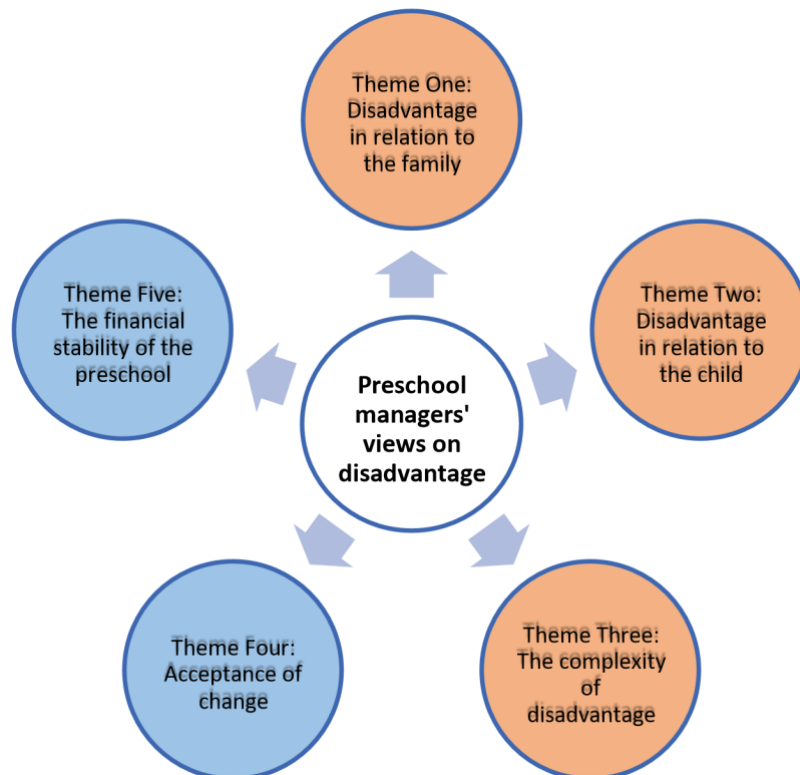 Theme One:
Disadvantage
in relation to
the family
Theme Two:
Disadvantage
in relation to
the child
Theme Three:
The complexity
of
disadvantage
Theme Four:
Acceptance of
change
Theme Five:
The financial
stability of the
preschool
Preschool
managers'
views on
disadvantage